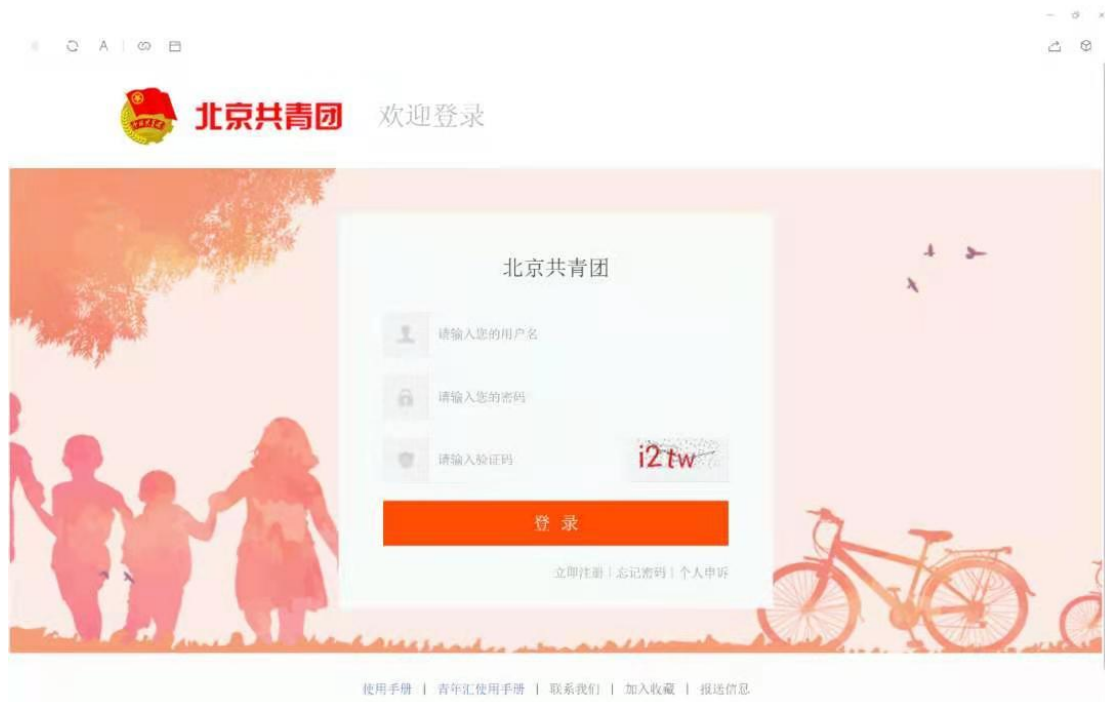 A
北京共青团 欢迎登录
北京共青团
请输入您的用户名
请输入您的密码
请输入验证码 i2tw
登 录
立即注册 | 忘记密码 | 个人申诉
使用手册 | 青年汇使用手册 | 联系我们 | 加入收藏 | 报送信息